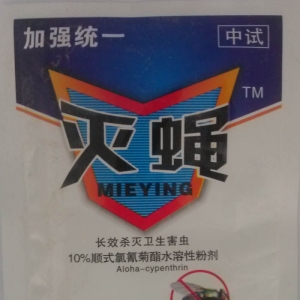 加强统一
中试
灭蝇
TM
MIEYING
长效杀灭卫生害虫
10%顺式氯氰菊酯水溶性粉剂
Aloha-cypenthrin